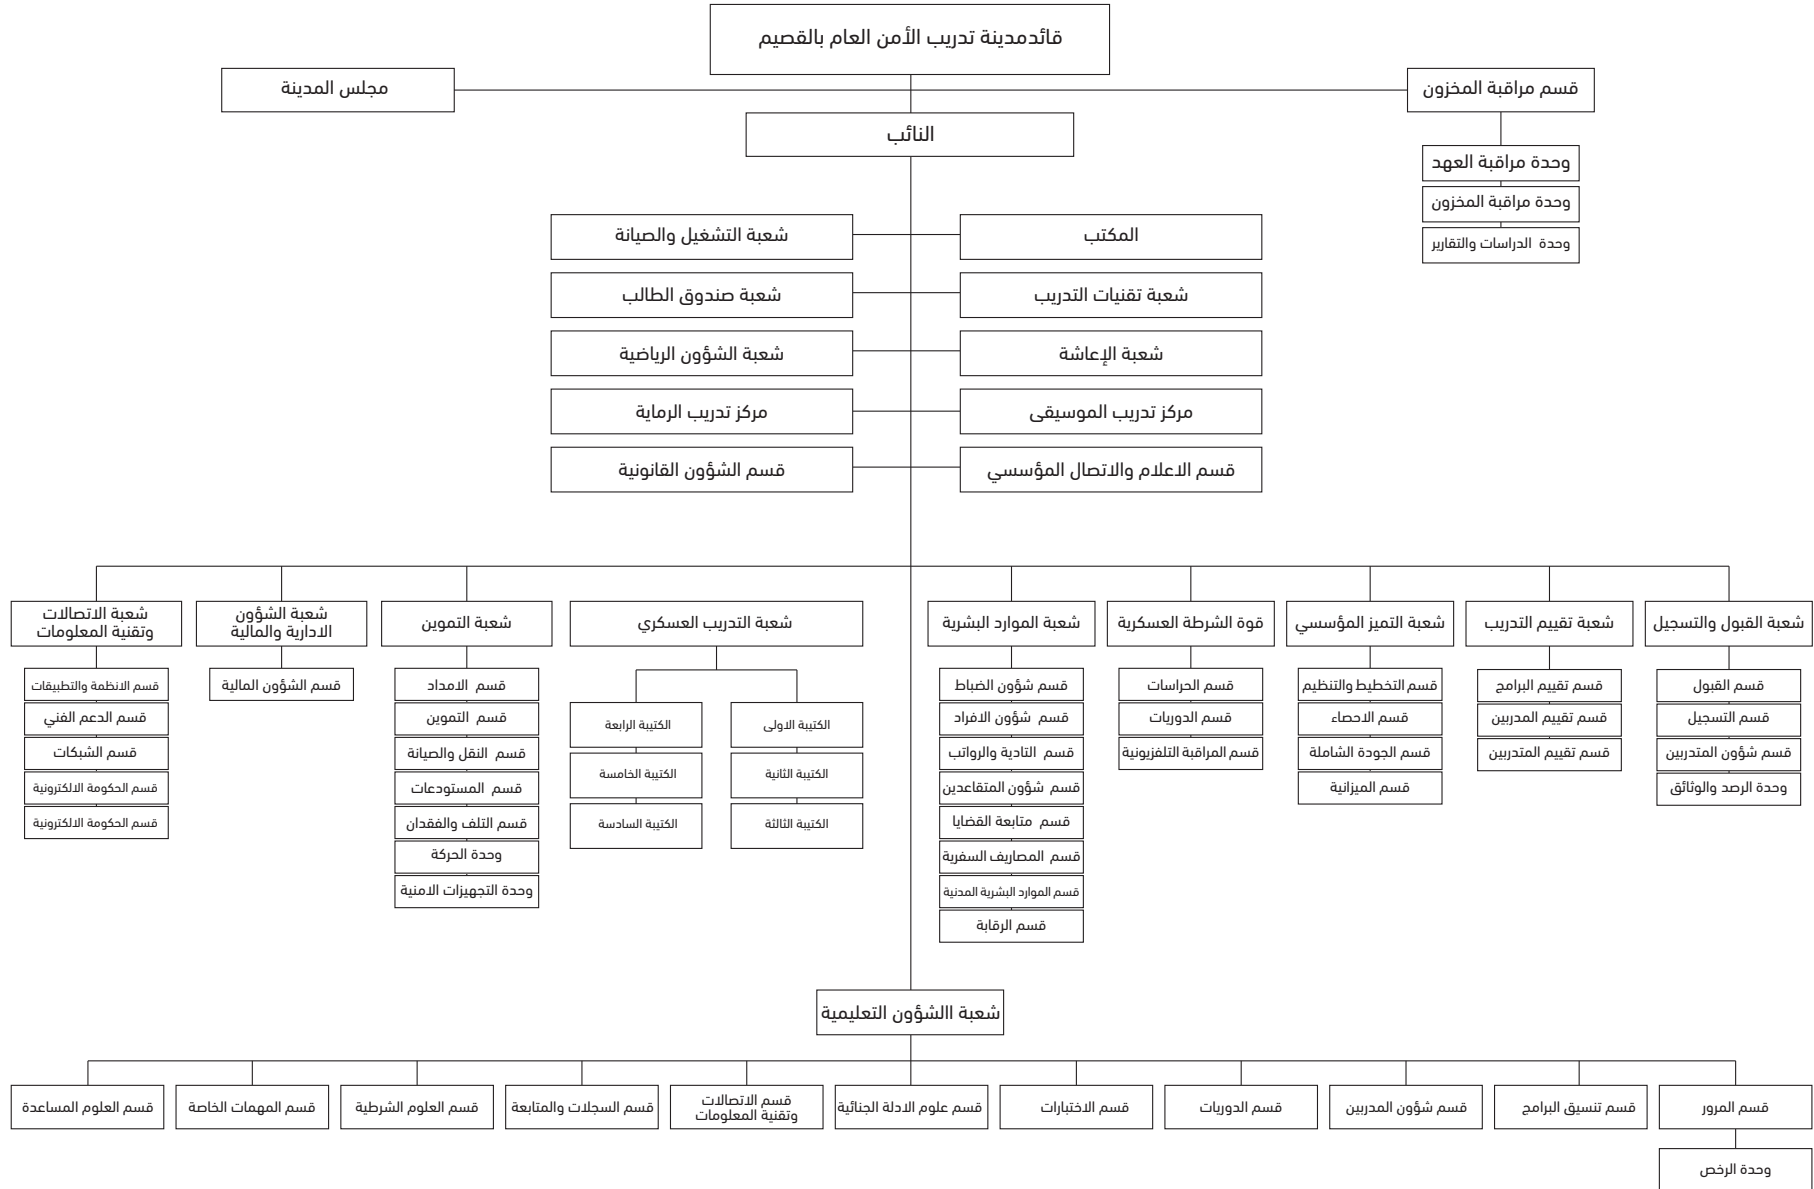 قائدمدينة تدريب الأمن العام بالقصيم
قسم مراقبة المخزون
مجلس المدينة
النائب
وحدة مراقبة العهد
وحدة مراقبة المخزون
وحدة الدراسات والتقارير
المكتب
شعبة التشغيل والصيانة
شعبة تقنيات التدريب
شعبة صندوق الطالب
شعبة الإعاشة
شعبة الشؤون الرياضية
مركز تدريب الموسيقى
مركز تدريب الرماية
قسم الاعلام والاتصال المؤسسي
قسم الشؤون القانونية
شعبة القبول والتسجيل
قسم القبول
قسم التسجيل
قسم شؤون المتدربين
وحدة الرصد والوثائق
شعبة تقييم التدريب
قسم تقييم البرامج
قسم تقييم المدربين
قسم تقييم المتدربين
شعبة التميز المؤسسي
قسم التخطيط والتنظيم
قسم الاحصاء
قسم الجودة الشاملة
قسم الميزانية
قوة الشرطة العسكرية
قسم الحراسات
قسم الدوريات
قسم المراقبة التلفزيونية
شعبة الموارد البشرية
قسم شؤون الضباط
قسم شؤون الافراد
قسم التادية والرواتب
قسم شؤون المتقاعدين
قسم متابعة القضايا
قسم المصاريف السفرية
قسم الموارد البشرية المدنية
قسم الرقابة
شعبة التدريب العسكري
الكتيبة الاولى
الكتيبة الثانية
الكتيبة الثالثة
الكتيبة الرابعة
الكتيبة الخامسة
الكتيبة السادسة
شعبة التموين
قسم الامداد
قسم التموين
قسم النقل والصيانة
قسم المستودعات
قسم التلف والفقدان
وحدة الحركة
وحدة التجهيزات الامنية
شعبة الشؤون
الادارية والمالية
قسم الشؤون المالية
شعبة الاتصالات
وتقنية المعلومات
قسم الانظمة والتطبيقات
قسم الدعم الفني
قسم الشبكات
قسم الحكومة الالكترونية
قسم الحكومة الالكترونية
شعبة االشؤون التعليمية
قسم المرور
وحدة الرخص
قسم تنسيق البرامج
قسم شؤون المدربين
قسم الدوريات
قسم الاختبارات
قسم علوم الادلة الجنائية
قسم الاتصالات
وتقنية المعلومات
قسم السجلات والمتابعة
قسم العلوم الشرطية
قسم المهمات الخاصة
قسم العلوم المساعدة